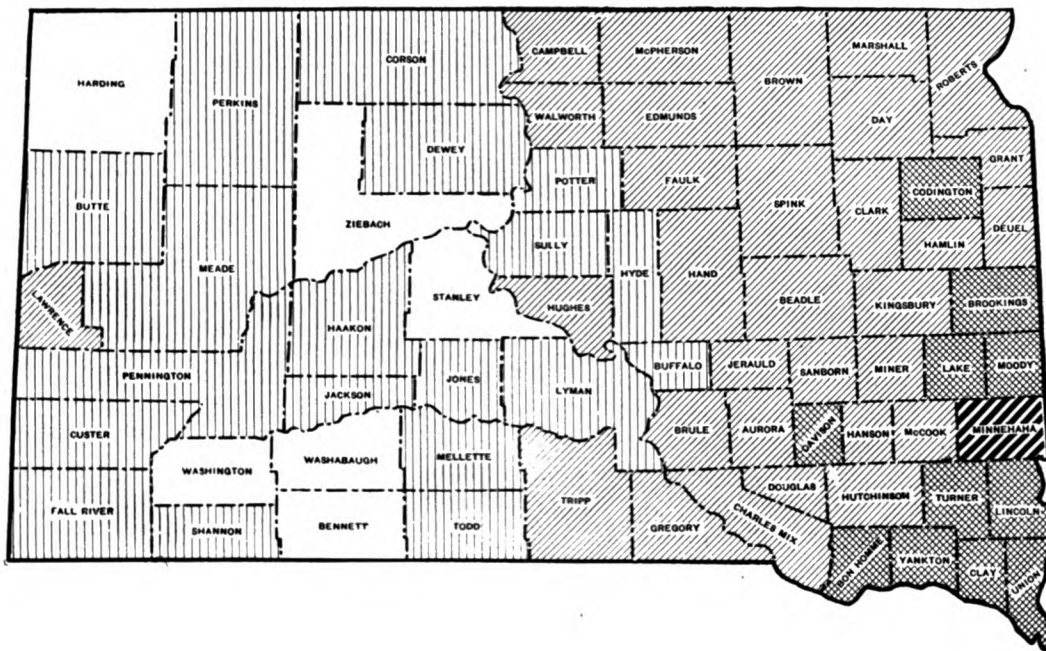 CAMPBELL
McPHERSON
MARSHALL
ROBERTS
HARDING
CORSON
BROWN
PERKINS
WALWORTH
EDMUNDS
DAY
DEWEY
GRANT
POTTER
FAULK
CODINGTON
BUTTE
SPINK
CLARK
ZIEBACH
DEUEL
SULLY
HAMLIN
MEADE
HYDE
HAND
STANLEY
LAWRENCE
HUGHES
BEADLE
KINGSBURY
BROOKINGS
HAAKON
BUFFALO
JERAULD
SANBORN
MINER
LAKE
MOODY
PENNINGTON
JONES
LYMAN
JACKSON
CUSTER
BRULE
AURORA
DAVISON
HANSON
McCOOK
MINNEHAHA
WASHINGTON
WASHABAUGH
MELLETTE
DOUGLAS
HUTCHINSON
TURNER
LINCOLN
FALL RIVER
TRIPP
CHARLES MIX
SHANNON
BENNETT
TODD
GREGORY
BON HOMME
YANKTON
CLAY
UNION